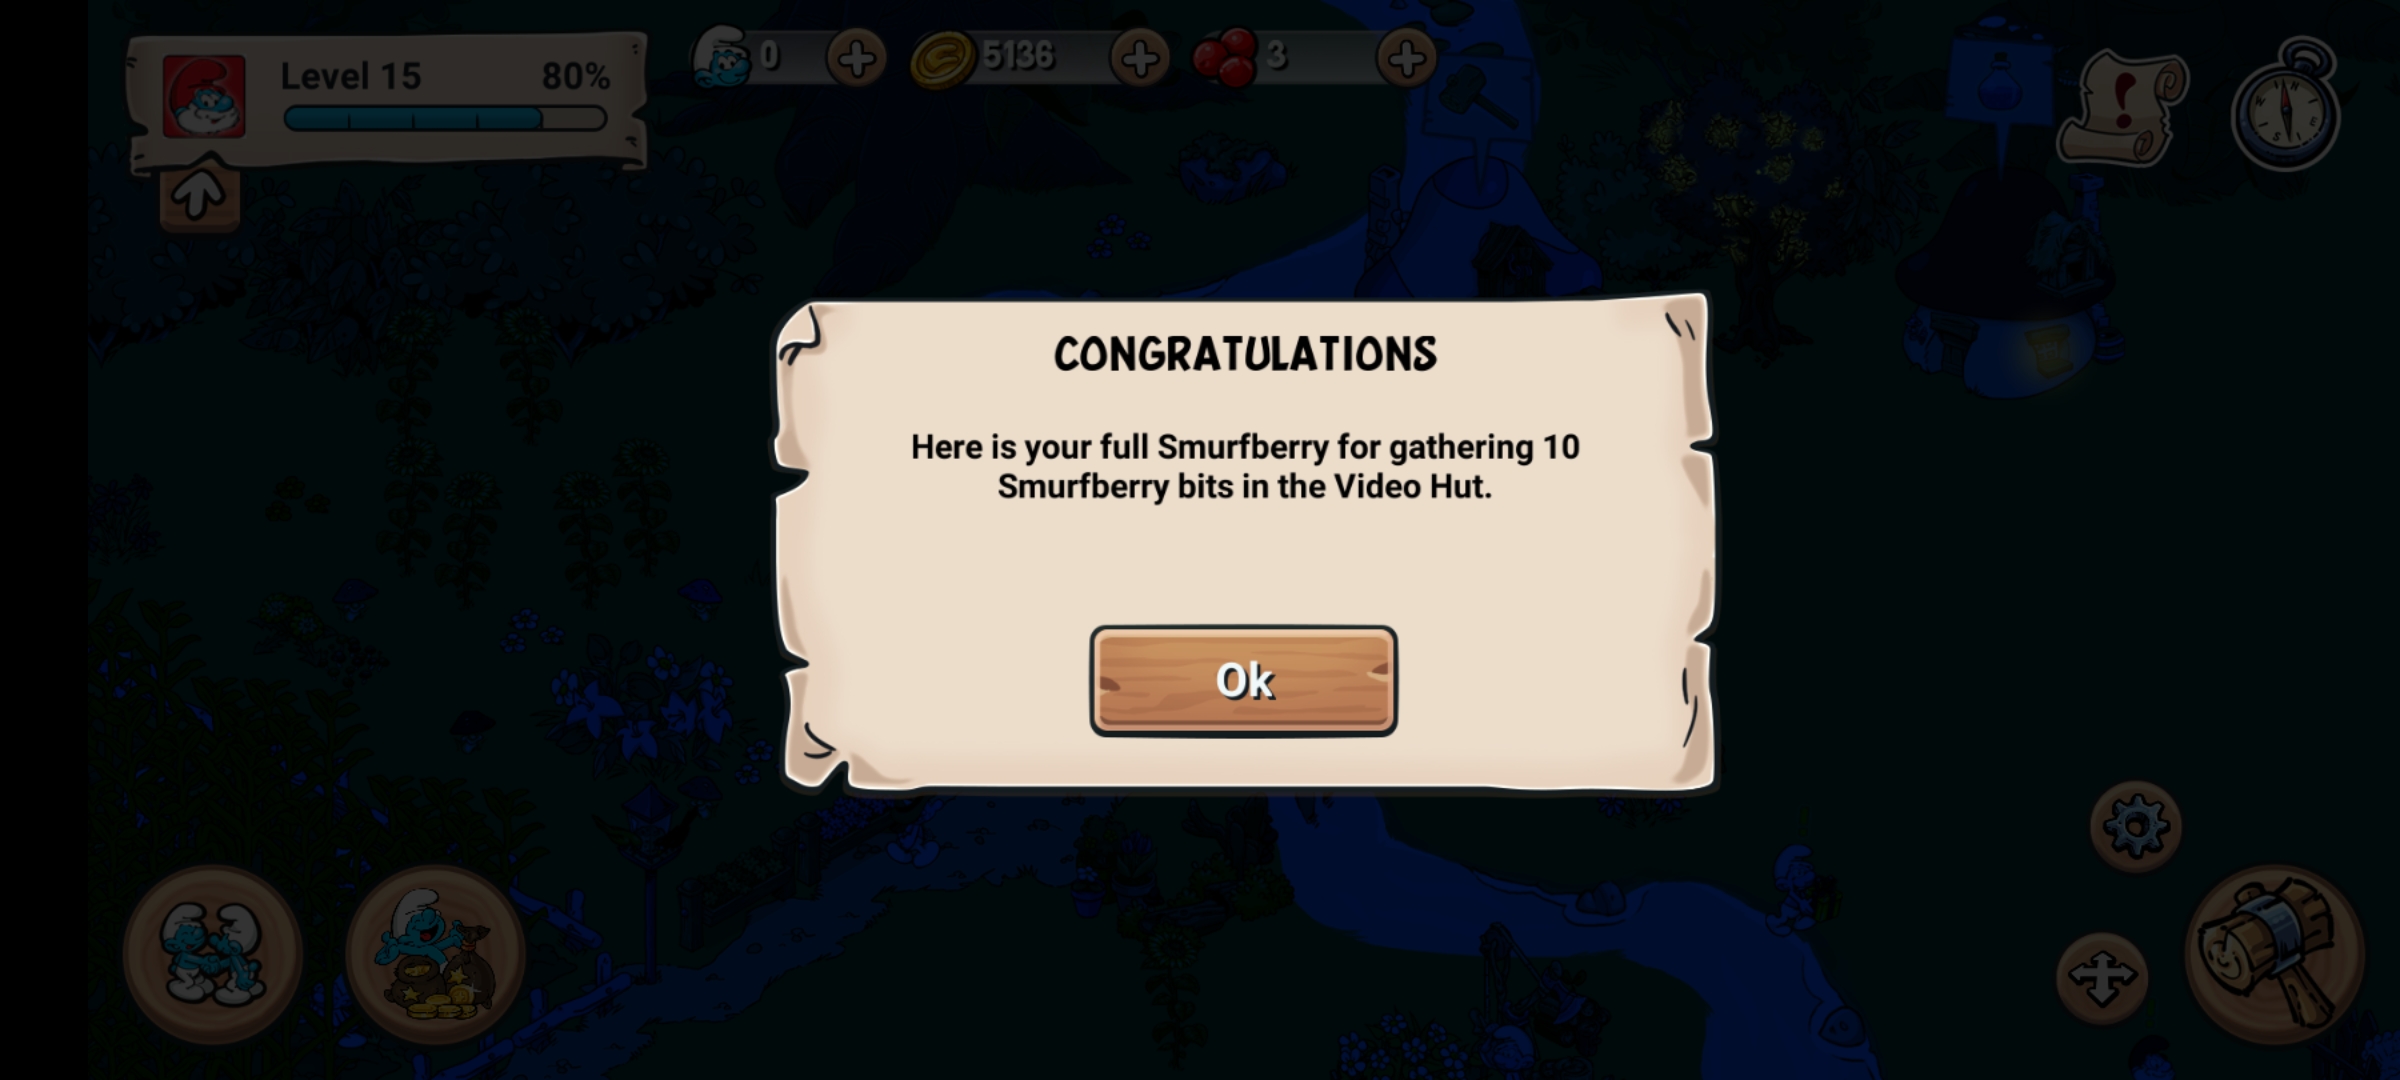 Level 15 80%
0
5136
3
CONGRATULATIONS
Here is your full Smurfberry for gathering 10
Smurfberry bits in the Video Hut.
Ok